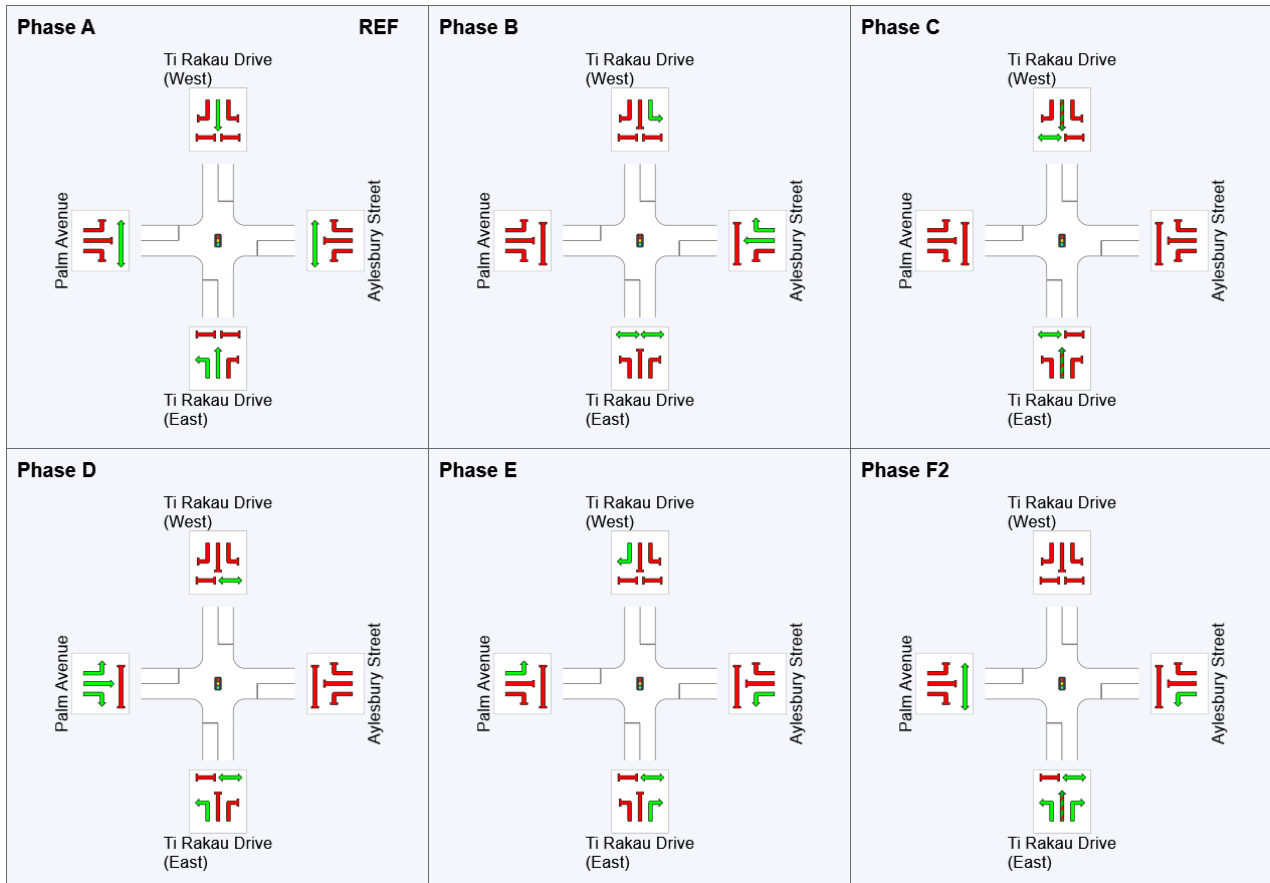 Phase A REF
Ti Rakau Drive
(West)
Palm Avenue
Aylesbury Street
Ti Rakau Drive
(East)
Phase B
Ti Rakau Drive
(West)
Palm Avenue
Aylesbury Street
Ti Rakau Drive
(East)
Phase C
Ti Rakau Drive
(West)
Palm Avenue
Aylesbury Street
Ti Rakau Drive
(East)
Phase D
Ti Rakau Drive
(West)
Palm Avenue
Aylesbury Street
Ti Rakau Drive
(East)
Phase E
Ti Rakau Drive
(West)
Palm Avenue
Aylesbury Street
Ti Rakau Drive
(East)
Phase F2
Ti Rakau Drive
(West)
Palm Avenue
Aylesbury Street
Ti Rakau Drive
(East)